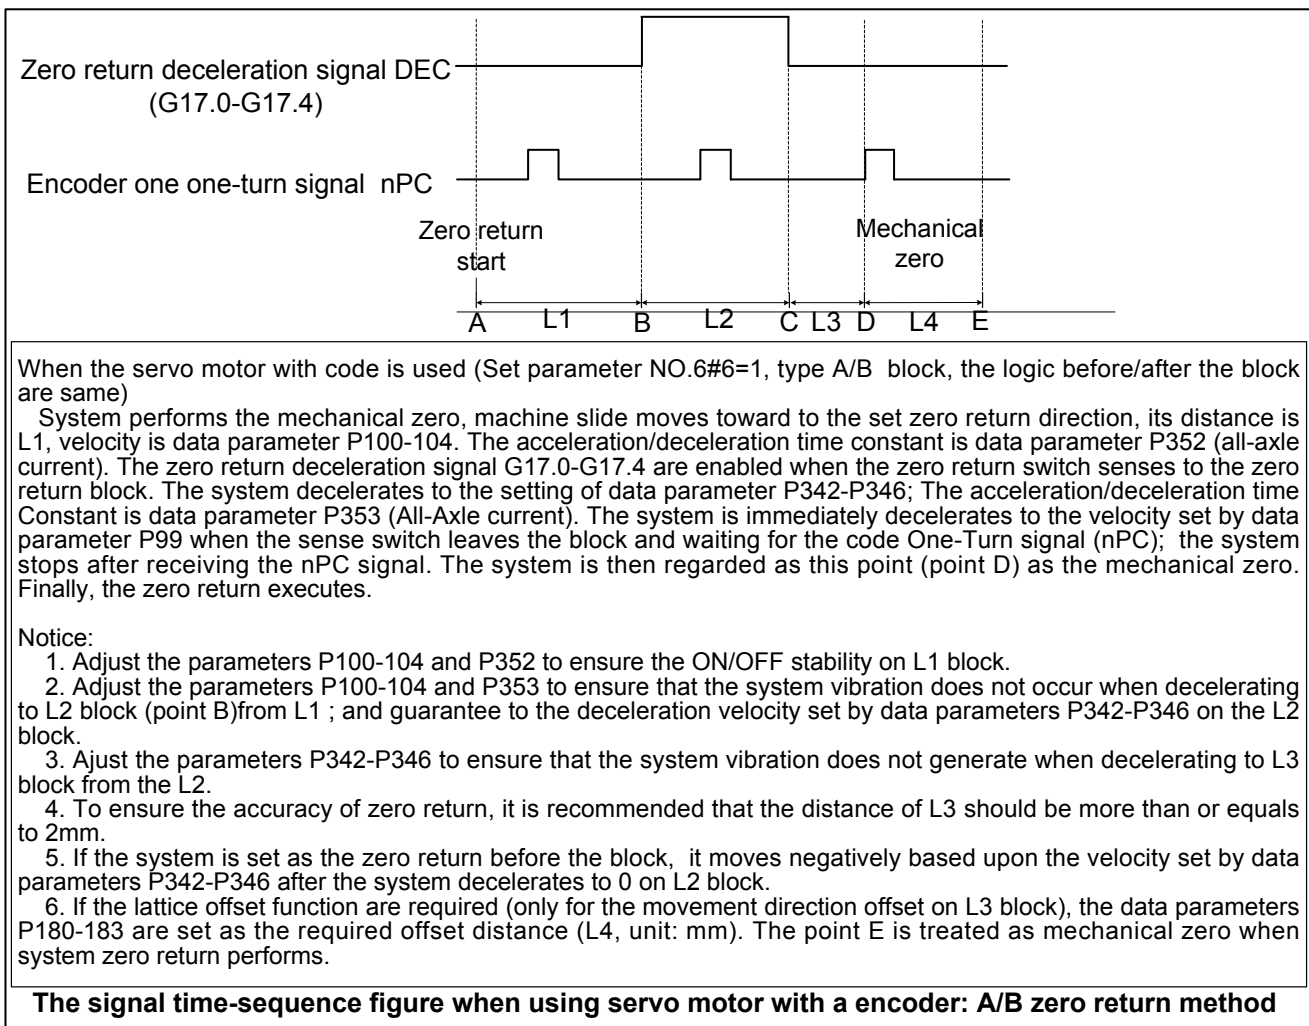 Zero return deceleration signal DEC
(G17.0-G17.4)
Encoder one one-turn signal nPC
Zero return
start
Mechanical
zero
A L1 B L2 C L3 D L4 E
When the servo motor with code is used (Set parameter NO.6#6=1, type A/B block, the logic before/after the block
are same)
System performs the mechanical zero, machine slide moves toward to the set zero return direction, its distance is
L1, velocity is data parameter P100-104. The acceleration/deceleration time constant is data parameter P352 (all-axle
current). The zero return deceleration signal G17.0-G17.4 are enabled when the zero return switch senses to the zero
return block. The system decelerates to the setting of data parameter P342-P346; The acceleration/deceleration time
Constant is data parameter P353 (All-Axle current). The system is immediately decelerates to the velocity set by data
parameter P99 when the sense switch leaves the block and waiting for the code One-Turn signal (nPC); the system
stops after receiving the nPC signal. The system is then regarded as this point (point D) as the mechanical zero.
Finally, the zero return executes.
Notice:
1. Adjust the parameters P100-104 and P352 to ensure the ON/OFF stability on L1 block.
2. Adjust the parameters P100-104 and P353 to ensure that the system vibration does not occur when decelerating
to L2 block (point B)from L1 ; and guarantee to the deceleration velocity set by data parameters P342-P346 on the L2
block.
3. Ajust the parameters P342-P346 to ensure that the system vibration does not generate when decelerating to L3
block from the L2.
4. To ensure the accuracy of zero return, it is recommended that the distance of L3 should be more than or equals
to 2mm.
5. If the system is set as the zero return before the block, it moves negatively based upon the velocity set by data
parameters P342-P346 after the system decelerates to 0 on L2 block.
6. If the lattice offset function are required (only for the movement direction offset on L3 block), the data parameters
P180-183 are set as the required offset distance (L4, unit: mm). The point E is treated as mechanical zero when
system zero return performs.
The signal time-sequence figure when using servo motor with a encoder: A/B zero return method